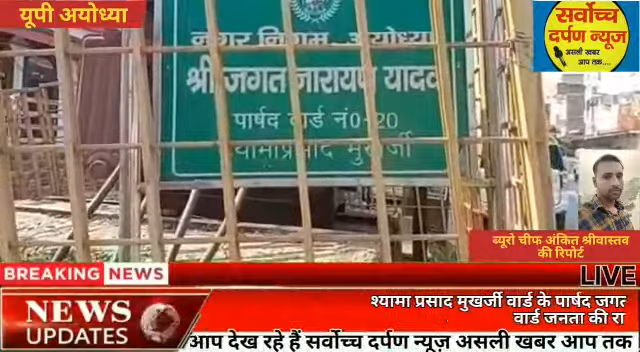 यूपी अयोध्या
सर्वोच्च
दर्पण न्यूज
असली खबर
आप तक....
नगर निगम अयोध्या
श्री जगत नारायण यादव
पार्षद वार्ड नं0-20
श्यामाप्रसाद मुखर्जी
ब्यूरो चीफ अंकित श्रीवास्तव
की रिपोर्ट
BREAKING NEWS
LIVE
NEWS
UPDATES
श्यामा प्रसाद मुखर्जी वार्ड के पार्षद जगत
वार्ड जनता की रा
आप देख रहे हैं सर्वोच्च दर्पण न्यूज़ असली खबर आप तक